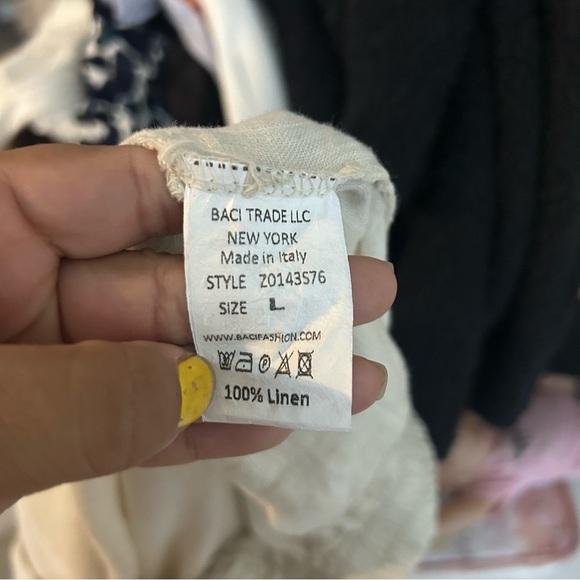 BACI TRADE LLC
NEW YORK
Made in Italy
STYLE Z0143S76
SIZE L
WWW.BACIFASHION.COM
100% Linen